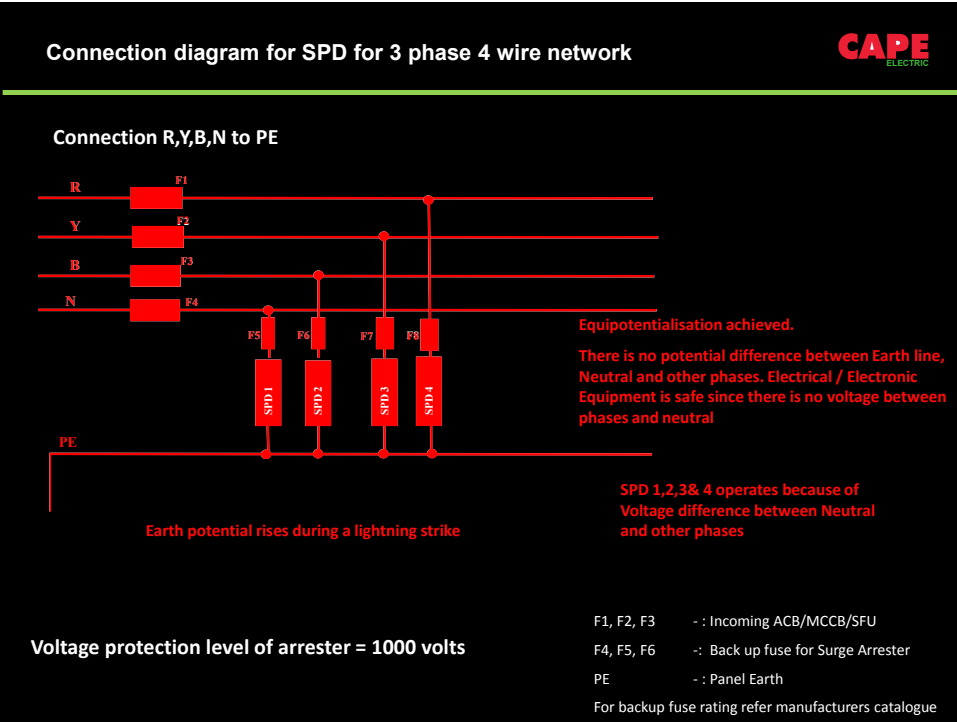 Connection diagram for SPD for 3 phase 4 wire network
CAPE
ELECTRIC
Connection R,Y,B,N to PE
R
F1
Y
F2
B
F3
N
F4
F5
F6
F7
F8
SPD 1
SPD 2
SPD 3
SPD 4
PE
Equipotentialisation achieved.
There is no potential difference between Earth line,
Neutral and other phases. Electrical / Electronic
Equipment is safe since there is no voltage between
phases and neutral
SPD 1,2,3& 4 operates because of
Voltage difference between Neutral
and other phases
Earth potential rises during a lightning strike
Voltage protection level of arrester = 1000 volts
F1, F2, F3 - : Incoming ACB/MCCB/SFU
F4, F5, F6 -: Back up fuse for Surge Arrester
PE - : Panel Earth
For backup fuse rating refer manufacturers catalogue